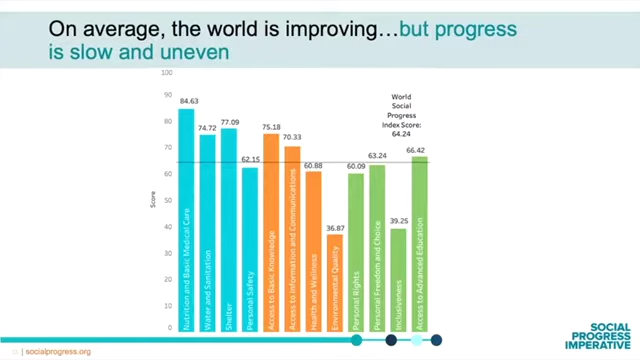 On average, the world is improving…but progress
is slow and uneven
100
90
80
70
60
50
40
30
20
10
0
Score
84.63
74.72
77.09
62.15
75.18
70.33
60.88
36.87
60.09
63.24
39.25
66.42
Nutrition and Basic Medical Care
Water and Sanitation
Shelter
Personal Safety
Access to Basic Knowledge
Access to Information and Communications
Health and Wellness
Environmental Quality
Personal Rights
Personal Freedom and Choice
Inclusiveness
Access to Advanced Education
World
Social
Progress
Index Score:
64.24
socialprogress.org
SOCIAL
PROGRESS
IMPERATIVE